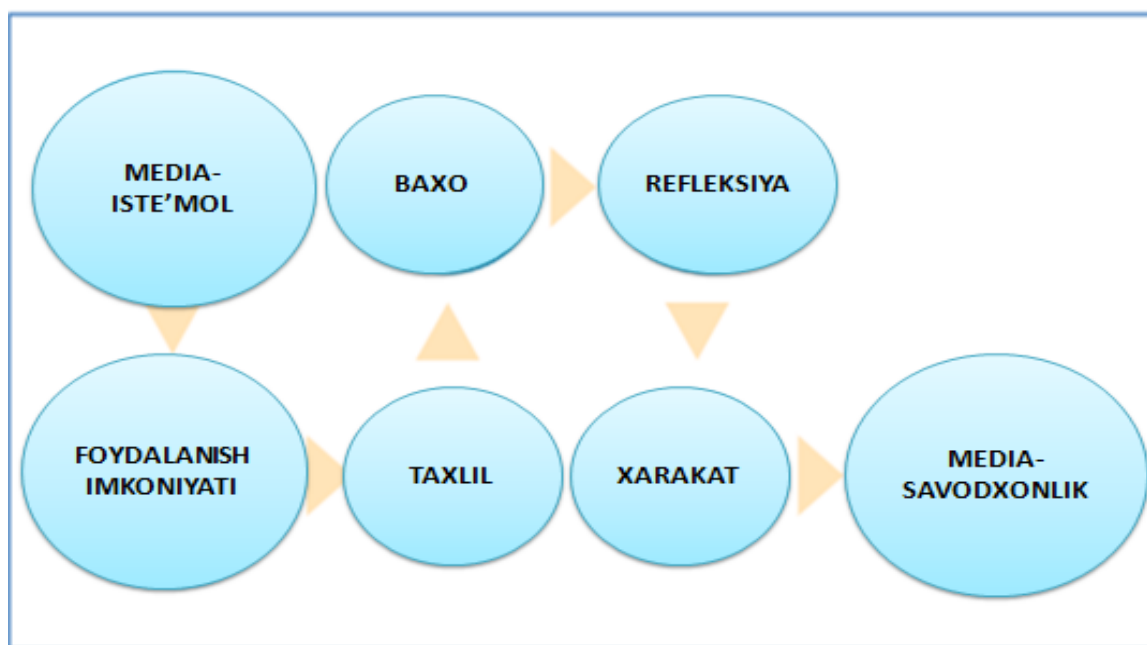 MEDIA-
ISTE’MOL
BAXO
REFLEKSIYA
FOYDALANISH
IMKONIYATI
TAXLIL
XARAKAT
MEDIA-
SAVODXONLIK